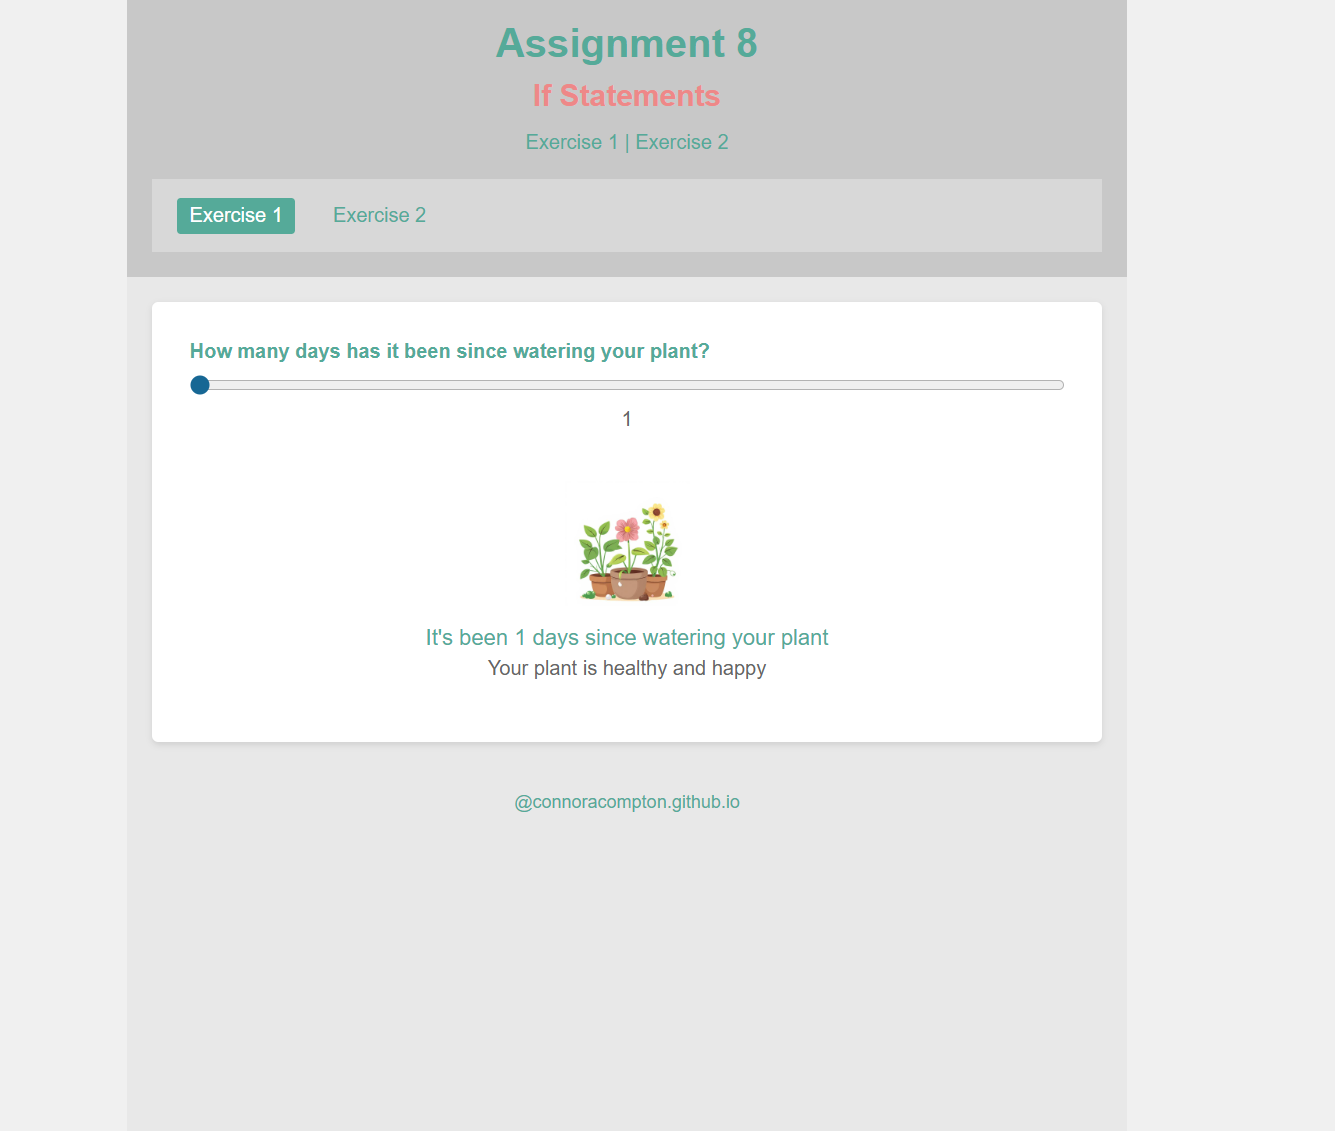 Assignment 8
If Statements
Exercise 1 | Exercise 2
Exercise 1 Exercise 2
How many days has it been since watering your plant?
1
It's been 1 days since watering your plant
Your plant is healthy and happy
@connoracompton.github.io